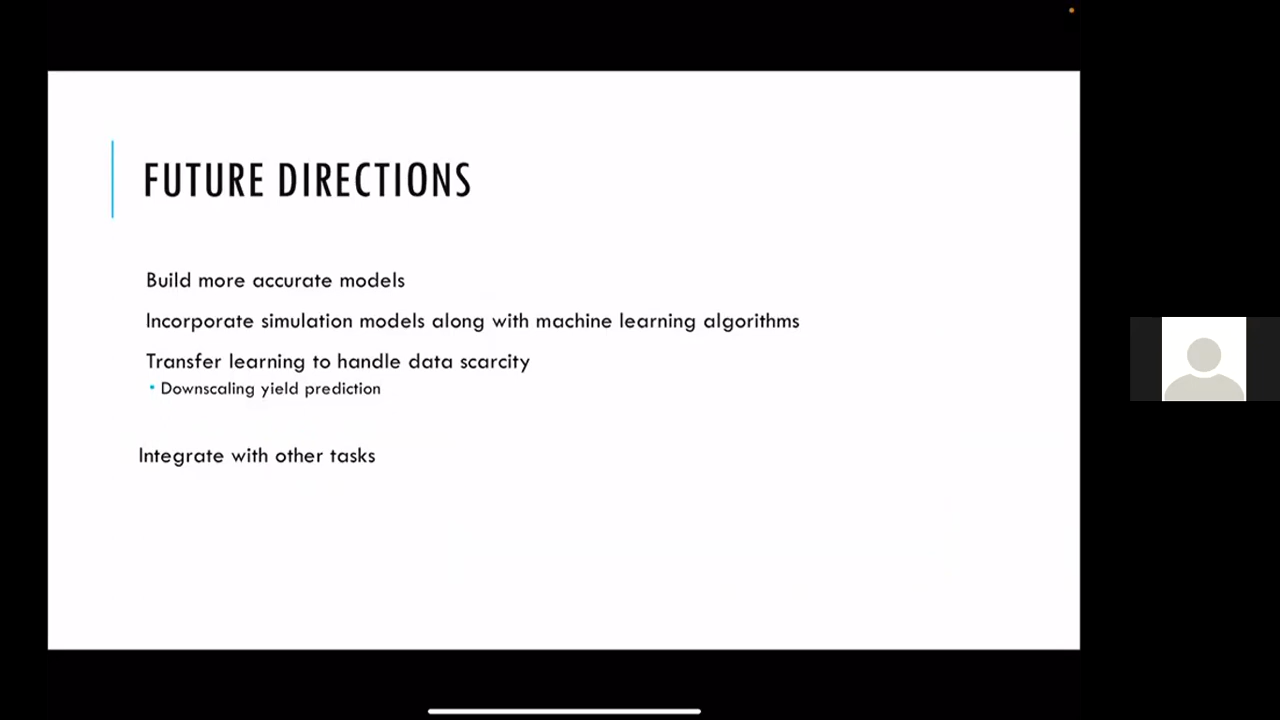 FUTURE DIRECTIONS
Build more accurate models
Incorporate simulation models along with machine learning algorithms
Transfer learning to handle data scarcity
• Downscaling yield prediction
Integrate with other tasks